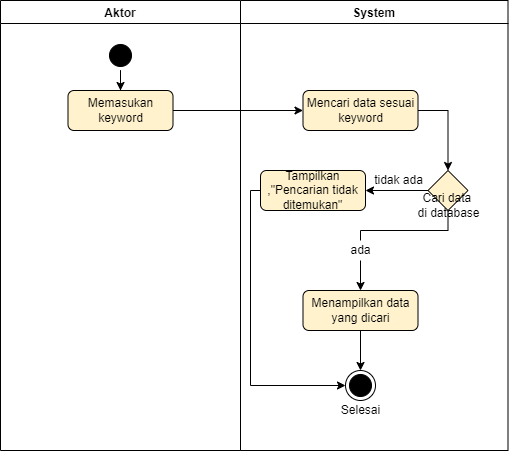 Aktor
System
Memasukan
keyword
Mencari data sesuai
keyword
Tampilkan
,"Pencarian tidak
ditemukan"
tidak ada
Cari data
di database
ada
Menampilkan data
yang dicari
Selesai